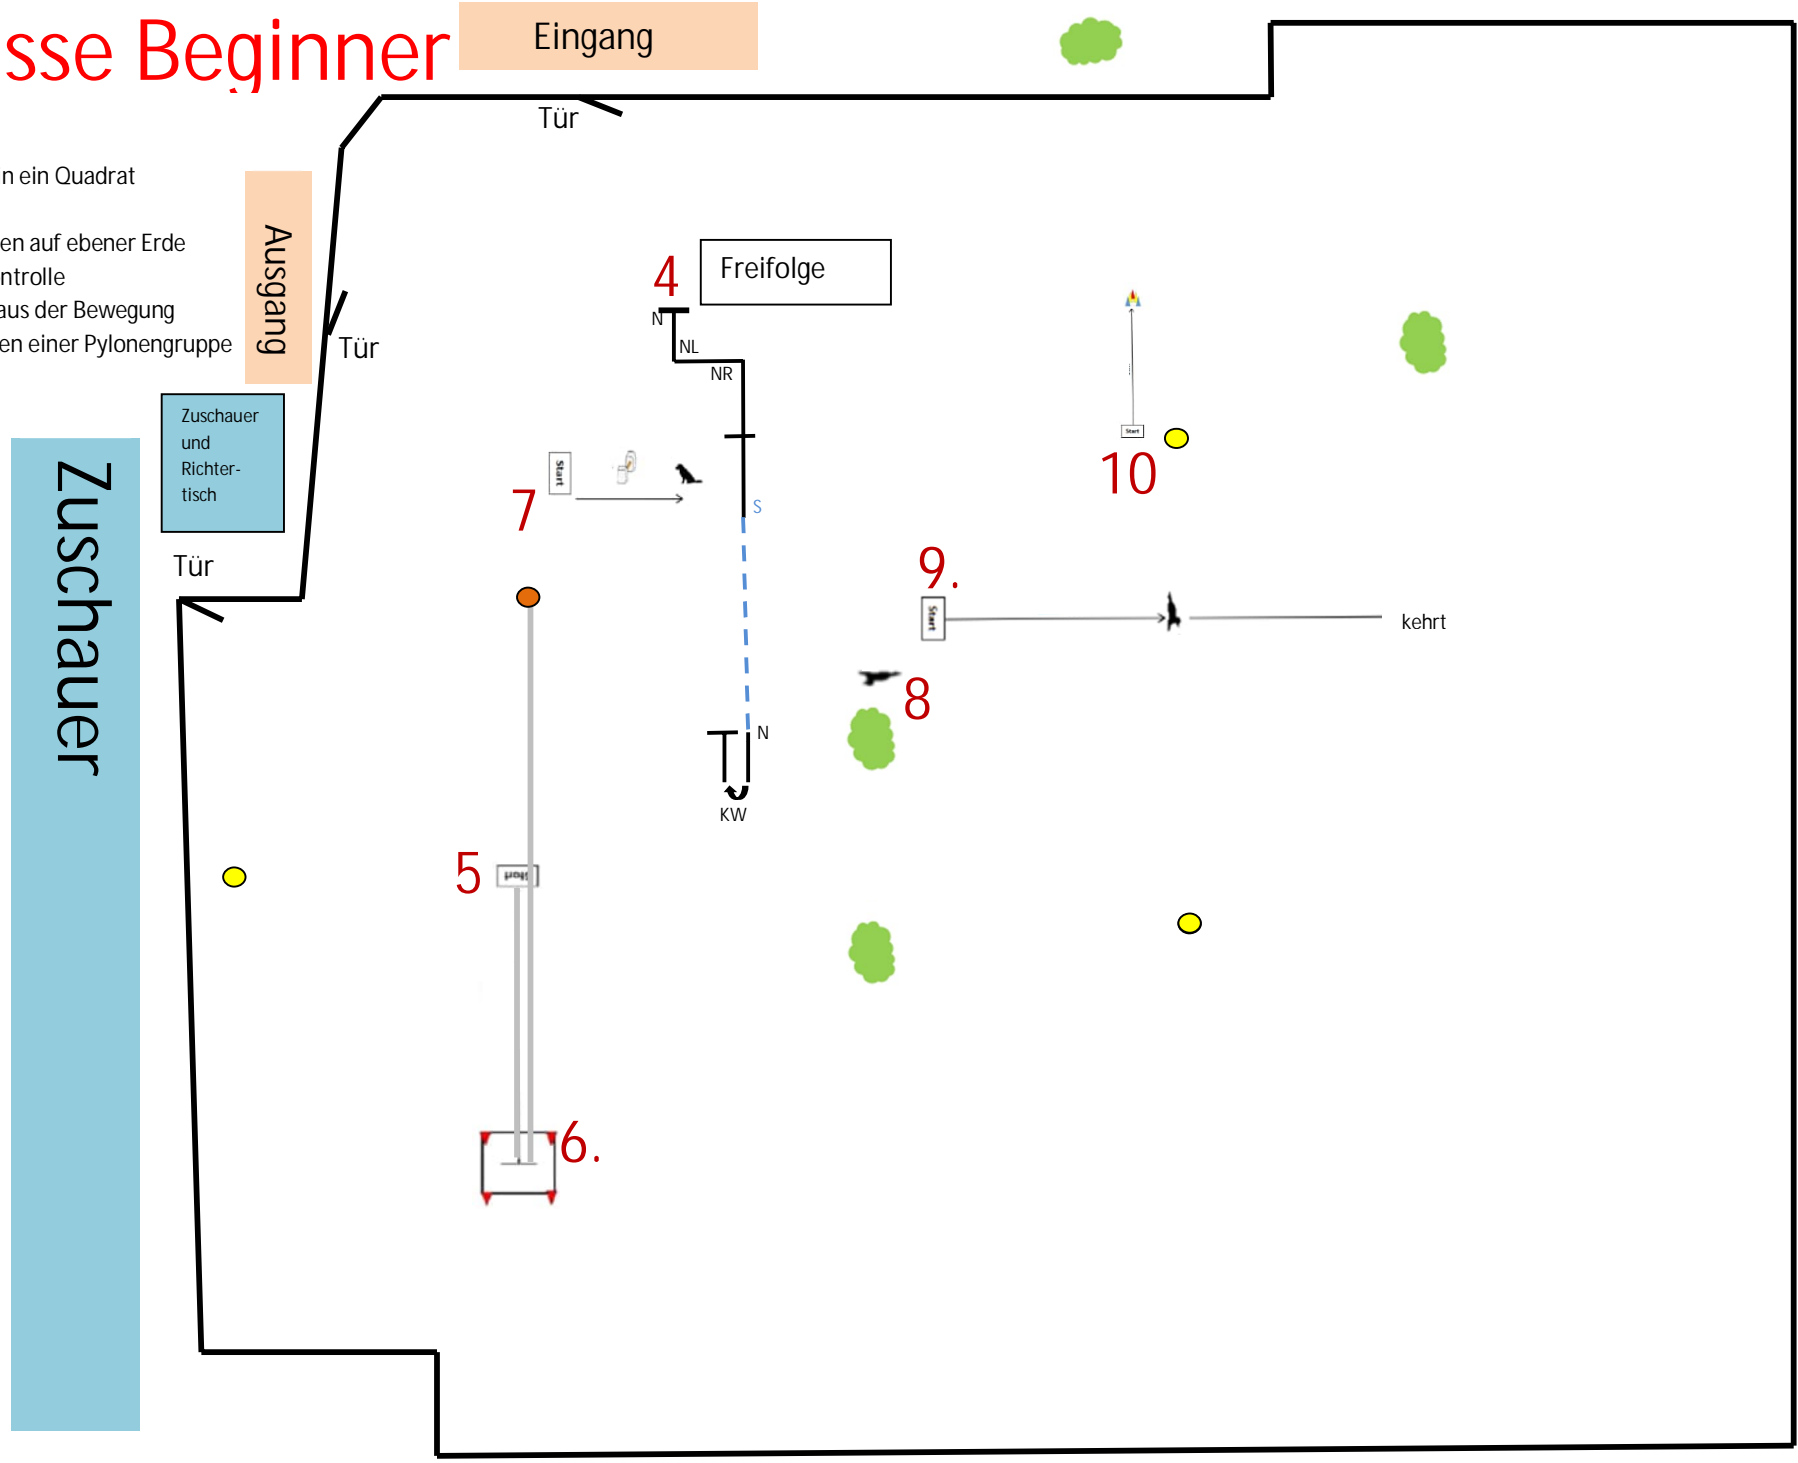 sse Beginner
Eingang
Tür
n ein Quadrat
en auf ebener Erde
ntrolle
aus der Bewegung
en einer Pylonengruppe
Ausgang
Tür
4
Freifolge
N
NL
NR
Zuschauer
und
Richter-
tisch
Zuschauer
Start
7
S
Start
10
Tür
9.
Start
kehrt
8
N
KW
5
Start
6.